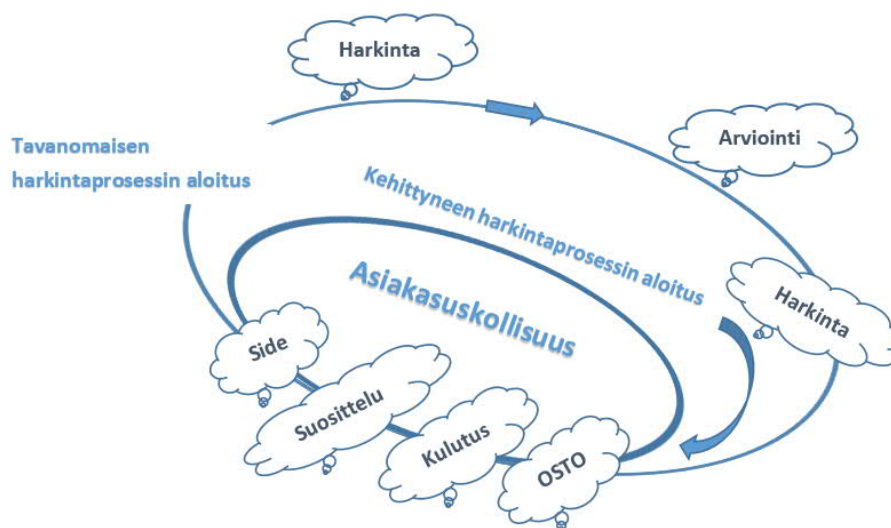 Harkinta
Arviointi
Tavanomaisen
harkintaprosessin aloitus
Kehittyneen harkintaprosessin aloitus
Harkinta
Asiakasuskollisuus
Side
Suosittelu
Kulutus
OSTO